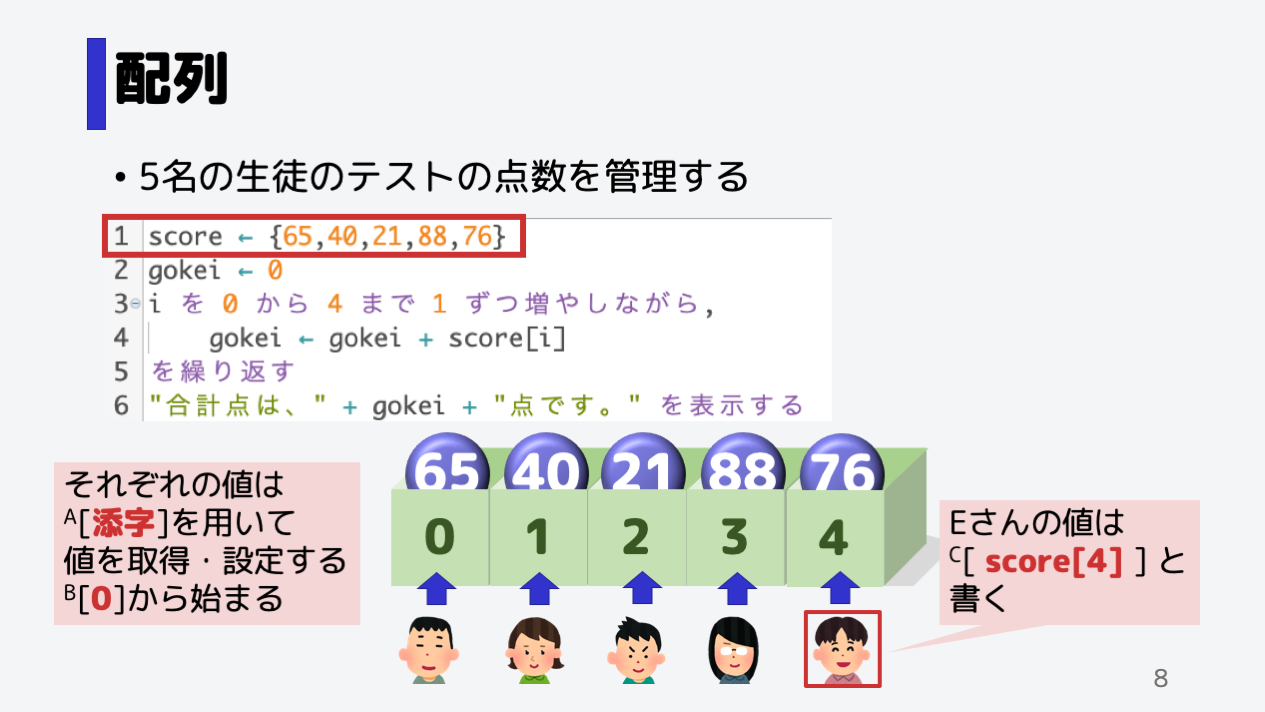 配列
• 5名の生徒のテストの点数を管理する
1 score ← {65,40,21,88,76}
2 gokei ← 0
3 i を 0 から 4 まで 1 ずつ増やしながら,
4 gokei ← gokei + score[i]
5 を繰り返す
6 "合計点は、" + gokei + "点です。" を表示する
65 40 21 88 76
0 1 2 3 4
それぞれの値は
A[添字]を用いて
値を取得・設定する
B[0]から始まる
Eさんの値は
C[ score[4] ] と
書く
8